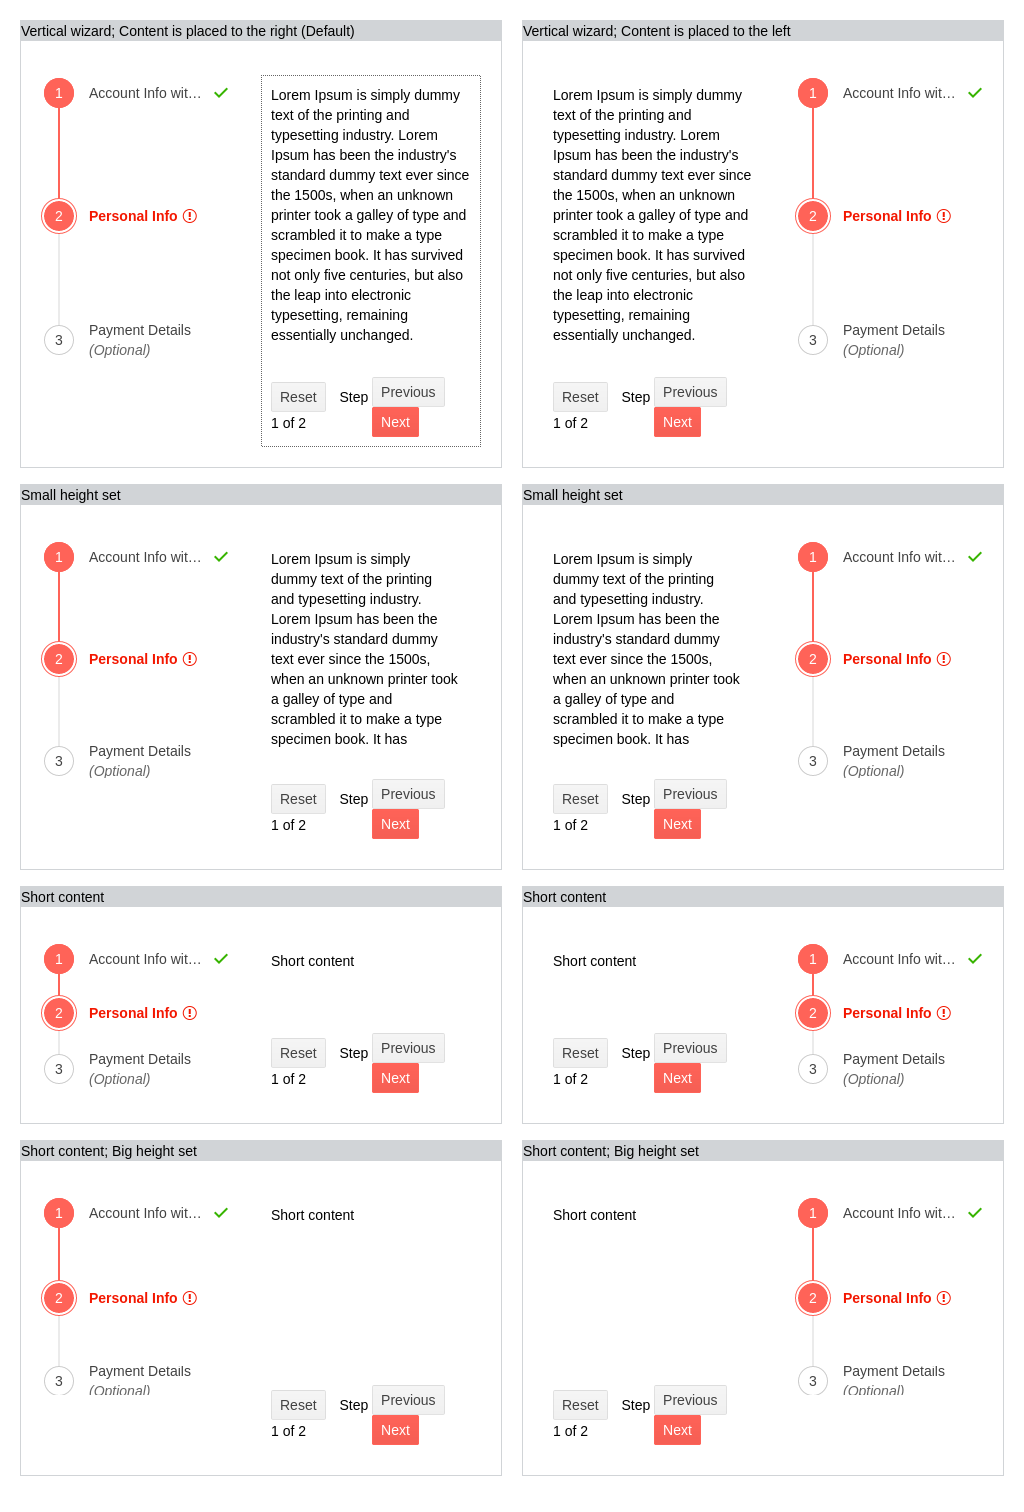 Vertical wizard; Content is placed to the right (Default)
1 Account Info wit…
2 Personal Info
3 Payment Details
(Optional)
Lorem Ipsum is simply dummy
text of the printing and
typesetting industry. Lorem
Ipsum has been the industry's
standard dummy text ever since
the 1500s, when an unknown
printer took a galley of type and
scrambled it to make a type
specimen book. It has survived
not only five centuries, but also
the leap into electronic
typesetting, remaining
essentially unchanged.
Reset Step Previous
1 of 2 Next
Vertical wizard; Content is placed to the left
Lorem Ipsum is simply dummy
text of the printing and
typesetting industry. Lorem
Ipsum has been the industry's
standard dummy text ever since
the 1500s, when an unknown
printer took a galley of type and
scrambled it to make a type
specimen book. It has survived
not only five centuries, but also
the leap into electronic
typesetting, remaining
essentially unchanged.
Reset Step Previous
1 of 2 Next
1 Account Info wit…
2 Personal Info
3 Payment Details
(Optional)
Small height set
1 Account Info wit…
2 Personal Info
3 Payment Details
(Optional)
Lorem Ipsum is simply
dummy text of the printing
and typesetting industry.
Lorem Ipsum has been the
industry's standard dummy
text ever since the 1500s,
when an unknown printer took
a galley of type and
scrambled it to make a type
specimen book. It has
Reset Step Previous
1 of 2 Next
Small height set
Lorem Ipsum is simply
dummy text of the printing
and typesetting industry.
Lorem Ipsum has been the
industry's standard dummy
text ever since the 1500s,
when an unknown printer took
a galley of type and
scrambled it to make a type
specimen book. It has
Reset Step Previous
1 of 2 Next
1 Account Info wit…
2 Personal Info
3 Payment Details
(Optional)
Short content
1 Account Info wit…
2 Personal Info
3 Payment Details
(Optional)
Short content
Reset Step Previous
1 of 2 Next
Short content
Short content
Reset Step Previous
1 of 2 Next
1 Account Info wit…
2 Personal Info
3 Payment Details
(Optional)
Short content; Big height set
1 Account Info wit…
2 Personal Info
3 Payment Details
(Optional)
Short content
Reset Step Previous
1 of 2 Next
Short content; Big height set
Short content
Reset Step Previous
1 of 2 Next
1 Account Info wit…
2 Personal Info
3 Payment Details
(Optional)